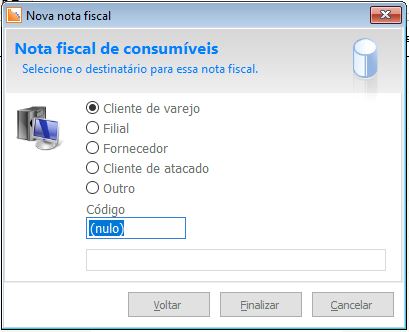 Nova nota fiscal
Nota fiscal de consumíveis
Selecione o destinatário para essa nota fiscal.
Cliente de varejo
Filial
Fornecedor
Cliente de atacado
Outro
Código
(nulo)
Voltar
Finalizar
Cancelar